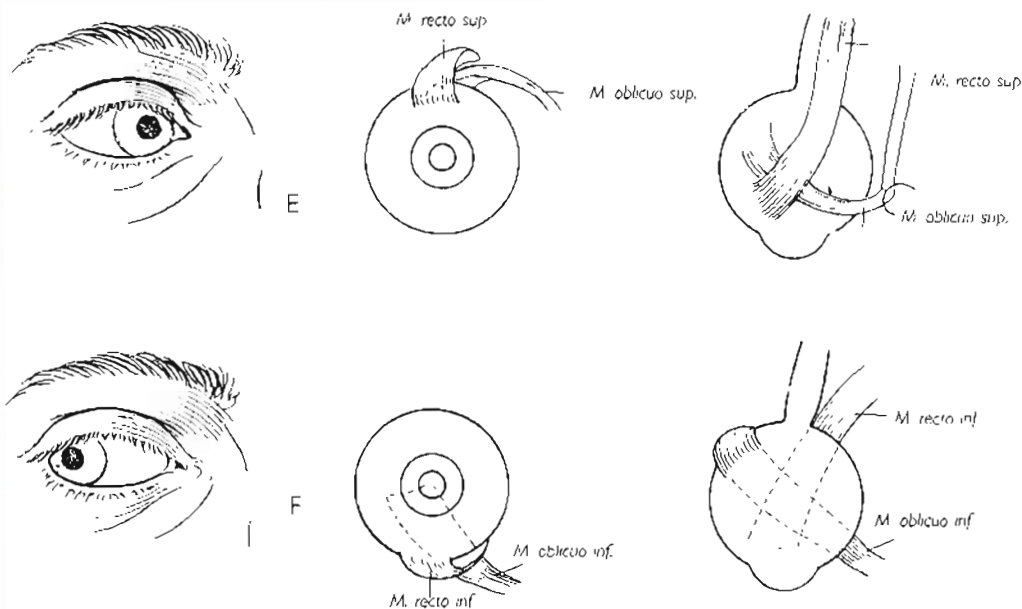 M. recto sup
M oblicuo sup.
M. recto sup
M. oblicuo sup.
E
M recto inf
M oblicuo inf
F
M oblicuo inf.
M. recto inf